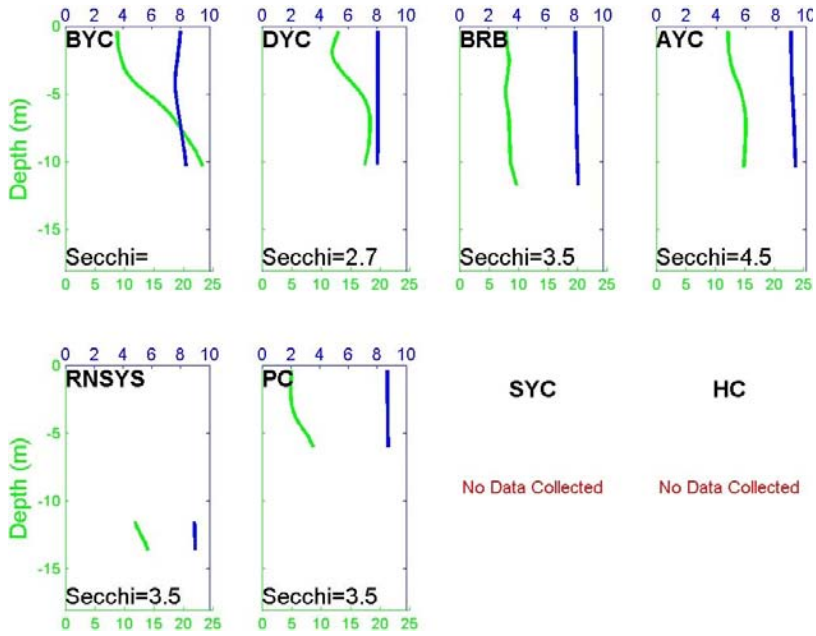 0 2 4 6 8 10 0 2 4 6 8 10 0 2 4 6 8 10 0 2 4 6 8 10
0 BYC DYC BRB AYC
-5
Depth (m)
-10
-15
Secchi= Secchi=2.7 Secchi=3.5 Secchi=4.5
0 5 10 15 20 25 0 5 10 15 20 25 0 5 10 15 20 25 0 5 10 15 20 25
0 2 4 6 8 10 0 2 4 6 8 10
0 RNSYS PC SYC HC
-5
Depth (m)
No Data Collected No Data Collected
-10
-15
Secchi=3.5 Secchi=3.5
0 5 10 15 20 25 0 5 10 15 20 25